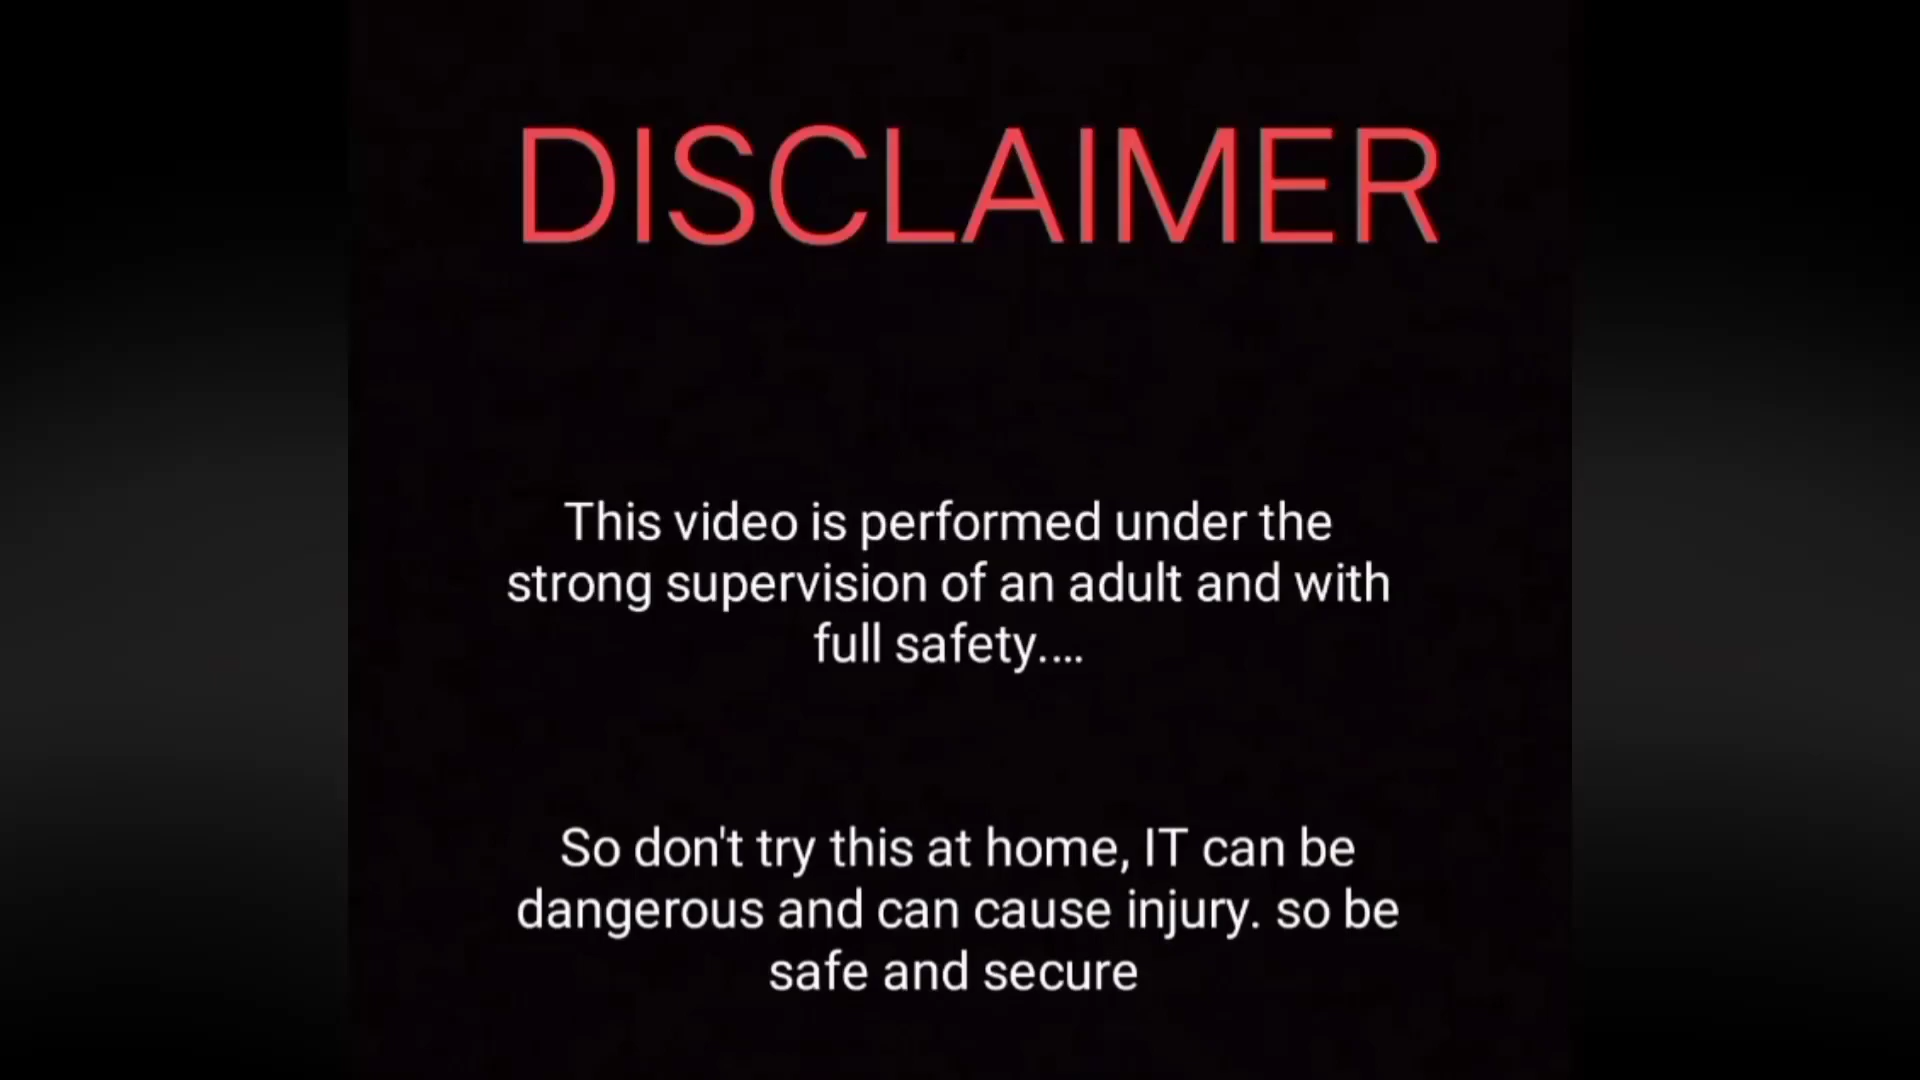 DISCLAIMER
This video is performed under the
strong supervision of an adult and with
full safety....
So don't try this at home, IT can be
dangerous and can cause injury. so be
safe and secure